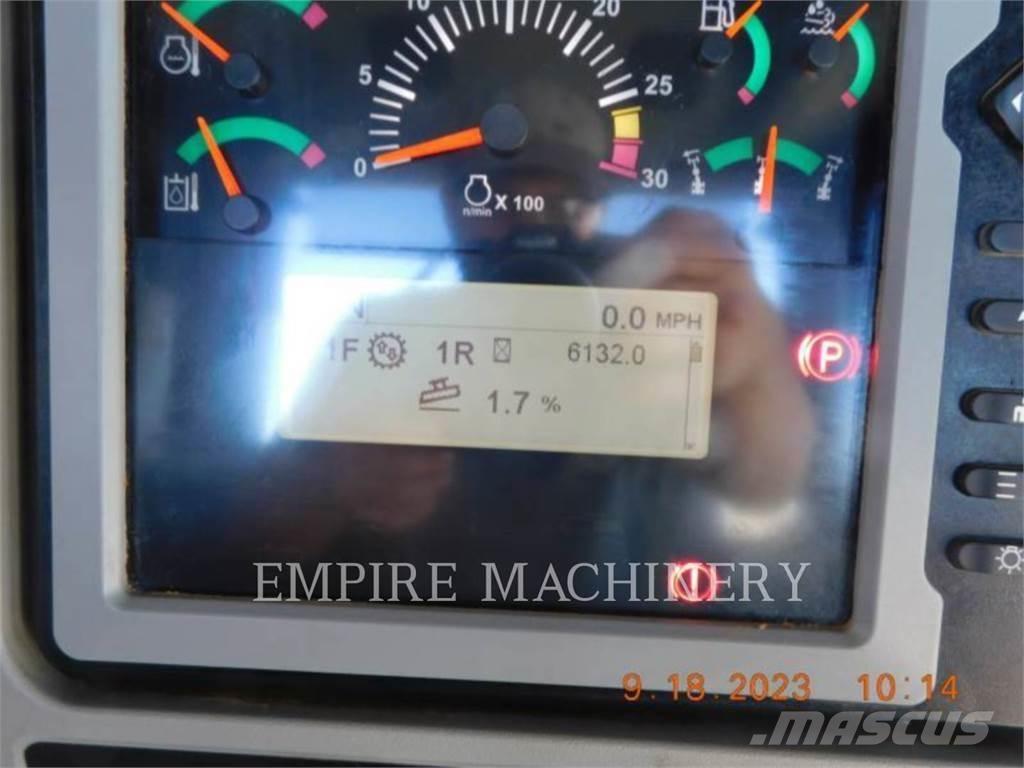 10
20
5
25
0
30
n/min X 100
N
0.0 MPH
1F 1R 6132.0
1.7 %
P
EMPIRE MACHINERY
9.18.2023 10:14
MASCUS